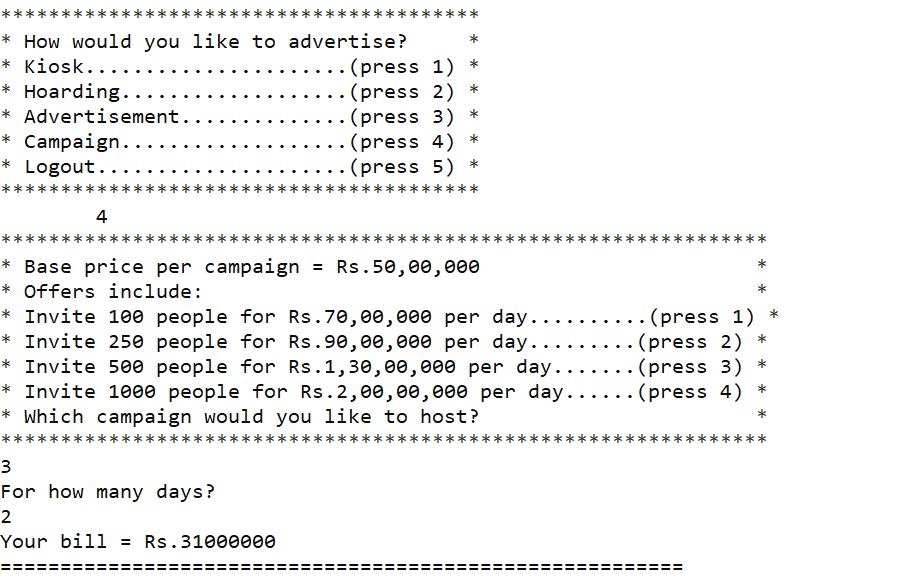 ****************************************
* How would you like to advertise?     *
* Kiosk......................(press 1) *
* Hoarding...................(press 2) *
* Advertisement..............(press 3) *
* Campaign...................(press 4) *
* Logout.....................(press 5) *
****************************************
        4
****************************************************************
* Base price per campaign = Rs.50,00,000                       *
* Offers include:                                              *
* Invite 100 people for Rs.70,00,000 per day..........(press 1) *
* Invite 250 people for Rs.90,00,000 per day.........(press 2) *
* Invite 500 people for Rs.1,30,00,000 per day.......(press 3) *
* Invite 1000 people for Rs.2,00,00,000 per day......(press 4) *
* Which campaign would you like to host?                       *
****************************************************************
3
For how many days?
2
Your bill = Rs.31000000
=========================================================